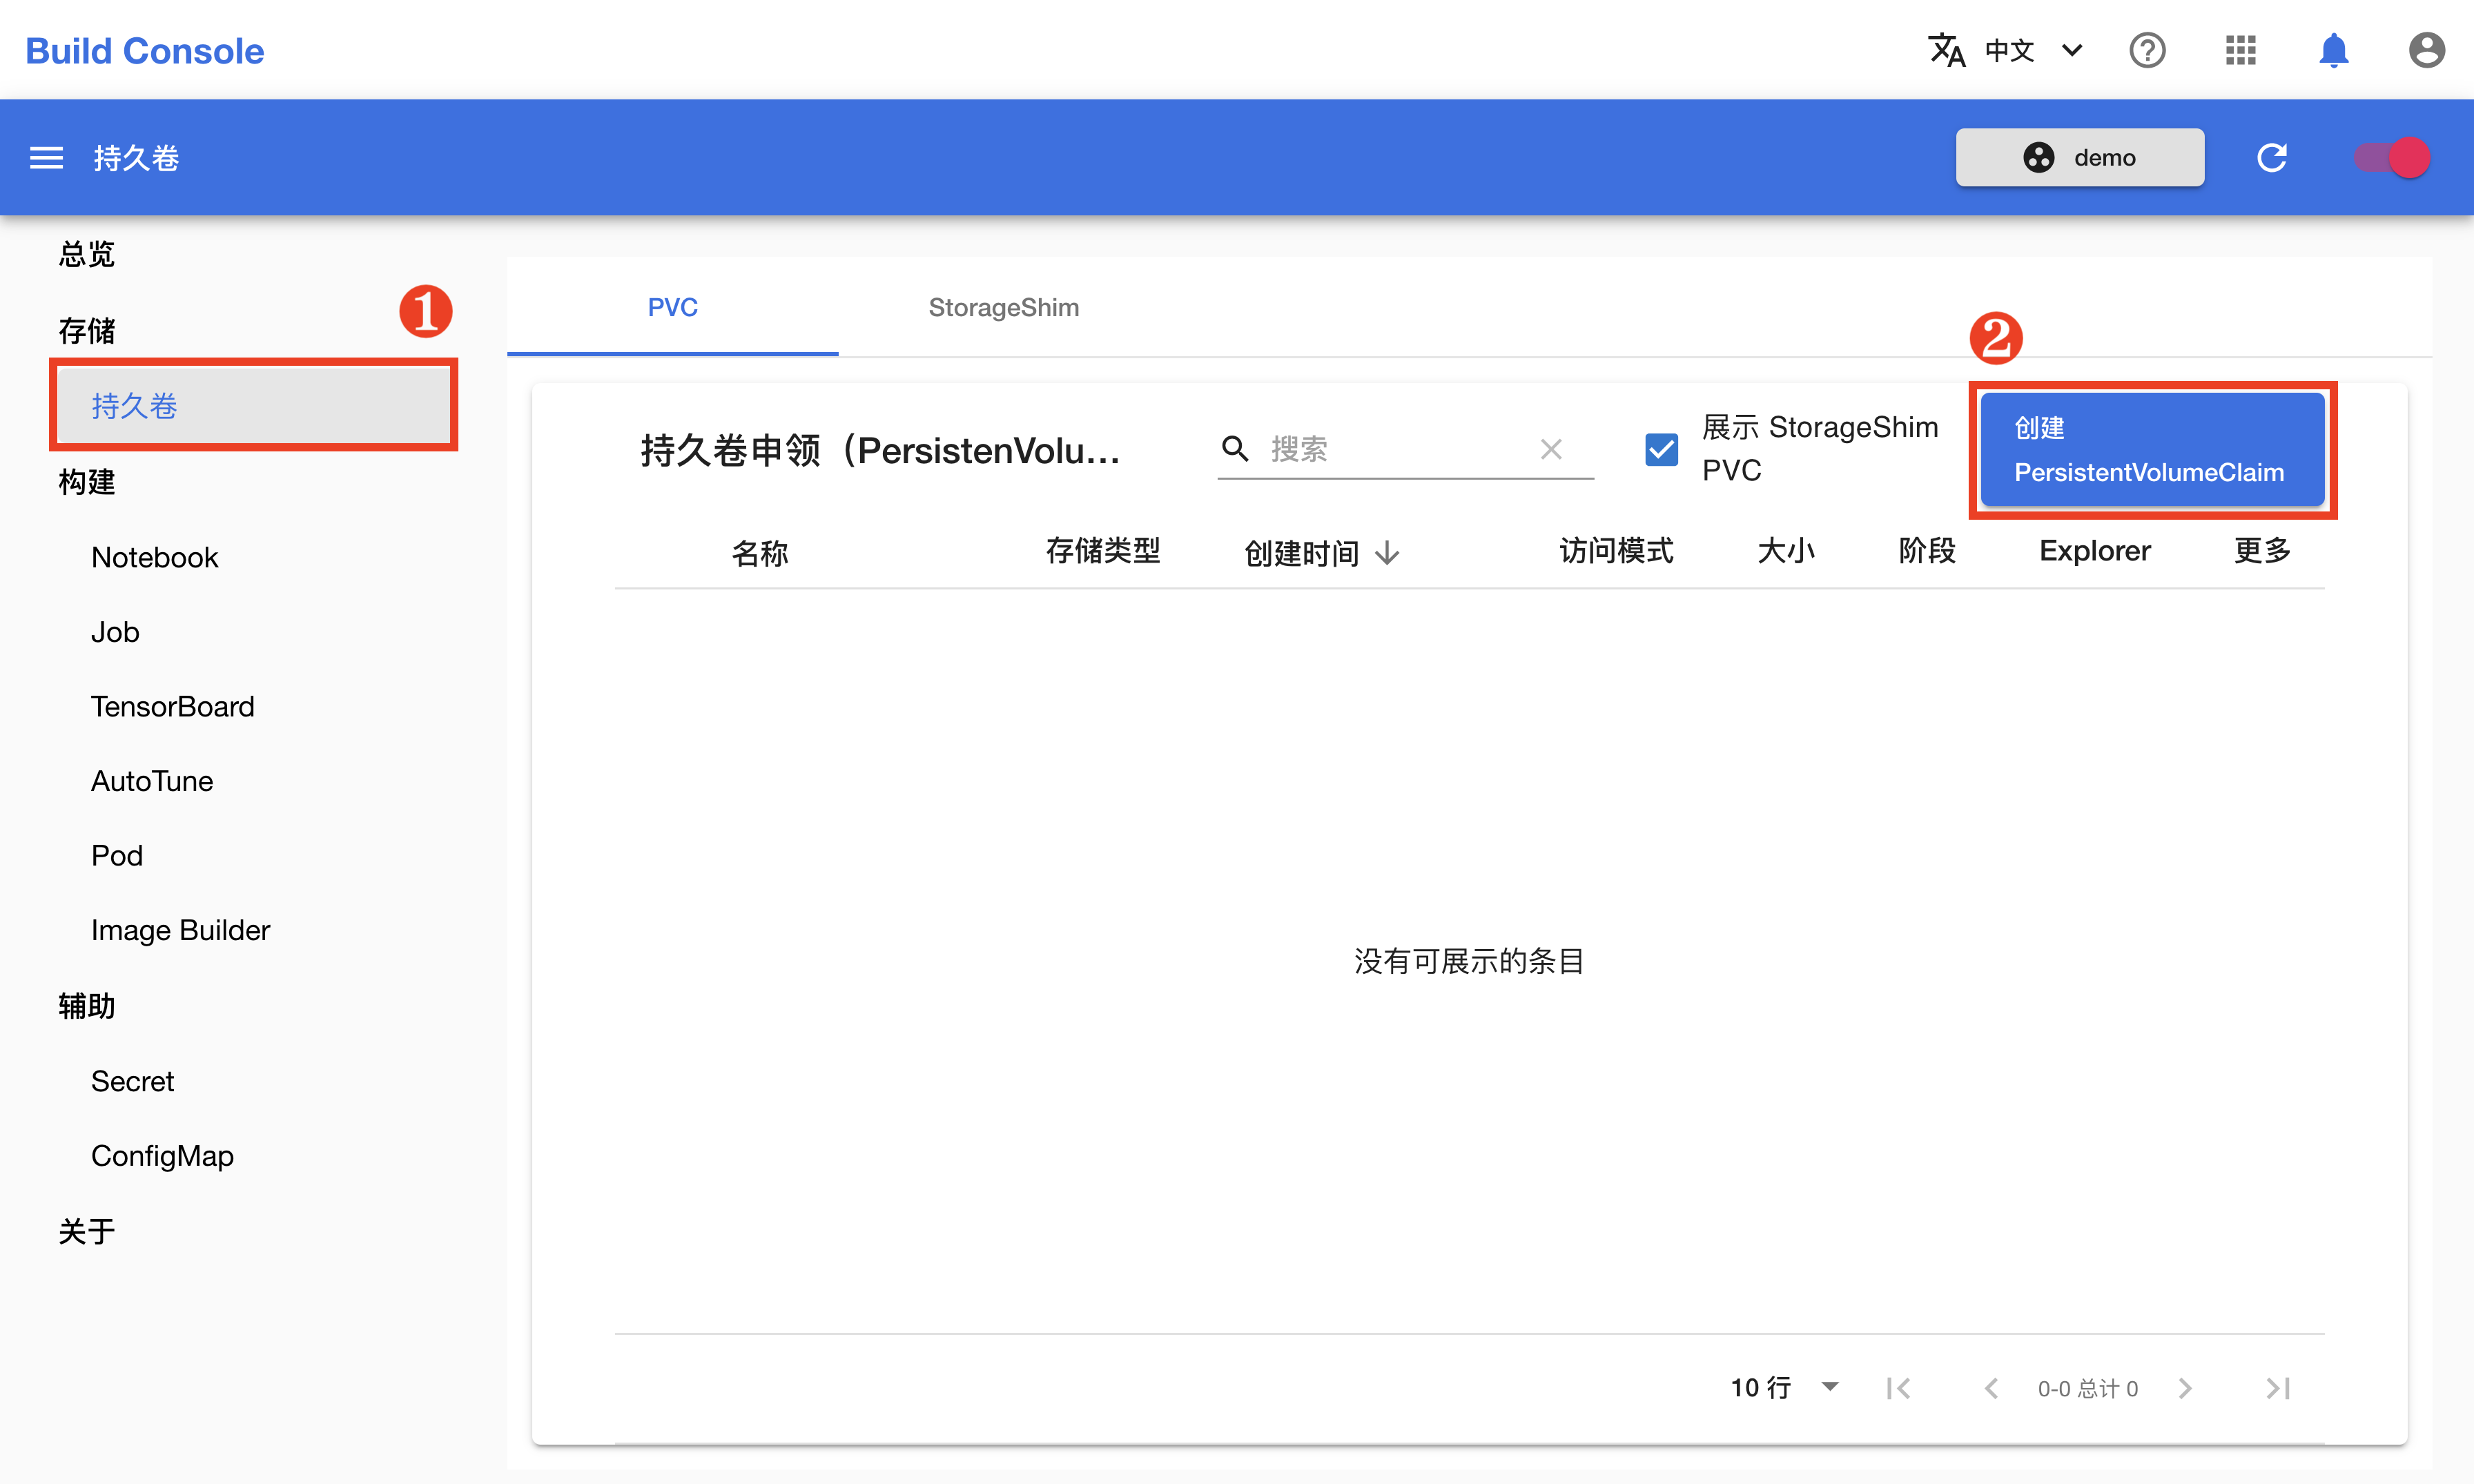 Build Console
中文
持久卷
demo
总览
存储
1
持久卷
构建
Notebook
Job
TensorBoard
AutoTune
Pod
Image Builder
辅助
Secret
ConfigMap
关于
PVC
StorageShim
2
持久卷申领（PersistenVolu...
搜索
展示 StorageShim
PVC
创建
PersistentVolumeClaim
名称
存储类型
创建时间
访问模式
大小
阶段
Explorer
更多
没有可展示的条目
10 行
0-0 总计 0